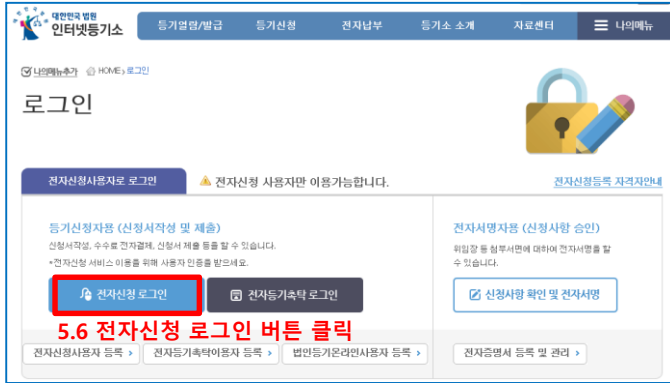 대한민국 법원
인터넷등기소
등기열람/발급 등기신청 전자납부 등기소 소개 자료센터 나의메뉴
나의메뉴추가 HOME > 로그인
로그인
전자신청사용자로 로그인 전자신청 사용자만 이용가능합니다. 전자신청등록 자격자안내
등기신청자용 (신청서작성 및 제출)
신청서작성, 수수료 전자결제, 신청서 제출 등을 할 수 있습니다.
*전자신청 서비스 이용을 위해 사용자 인증을 받으세요.
전자신청 로그인
전자등기촉탁 로그인
5.6 전자신청 로그인 버튼 클릭
전자신청사용자 등록 >
전자등기촉탁이용자 등록 >
법인등기온라인사용자 등록 >
전자서명자용 (신청사항 승인)
위임장 등 첨부서면에 대하여 전자서명을 할
수 있습니다.
신청사항 확인 및 전자서명
전자증명서 등록 및 관리 >